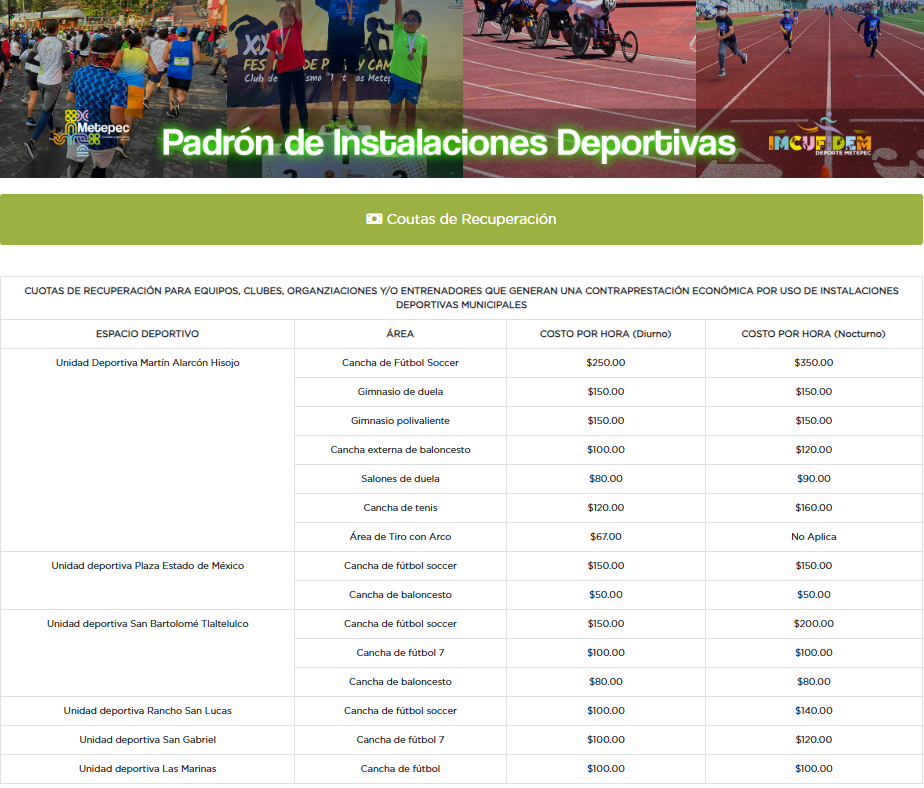 XX
FESTI DE P Y CAM
Club de ismo "T as Metep
Metepec
Padrón de Instalaciones Deportivas
IMCUFIDEM
DEPORTE METEPEC
Coutas de Recuperación
CUOTAS DE RECUPERACIÓN PARA EQUIPOS, CLUBES, ORGANZIACIONES Y/O ENTRENADORES QUE GENERAN UNA CONTRAPRESTACIÓN ECONÓMICA POR USO DE INSTALACIONES
DEPORTIVAS MUNICIPALES
ESPACIO DEPORTIVO ÁREA COSTO POR HORA (Diurno) COSTO POR HORA (Nocturno)
Unidad Deportiva Martín Alarcón Hisojo Cancha de Fútbol Soccer $250.00 $350.00
Gimnasio de duela $150.00 $150.00
Gimnasio polivaliente $150.00 $150.00
Cancha externa de baloncesto $100.00 $120.00
Salones de duela $80.00 $90.00
Cancha de tenis $120.00 $160.00
Área de Tiro con Arco $67.00 No Aplica
Unidad deportiva Plaza Estado de México Cancha de fútbol soccer $150.00 $150.00
Cancha de baloncesto $50.00 $50.00
Unidad deportiva San Bartolomé Tlaltelulco Cancha de fútbol soccer $150.00 $200.00
Cancha de fútbol 7 $100.00 $100.00
Cancha de baloncesto $80.00 $80.00
Unidad deportiva Rancho San Lucas Cancha de fútbol soccer $100.00 $140.00
Unidad deportiva San Gabriel Cancha de fútbol 7 $100.00 $120.00
Unidad deportiva Las Marinas Cancha de fútbol $100.00 $100.00